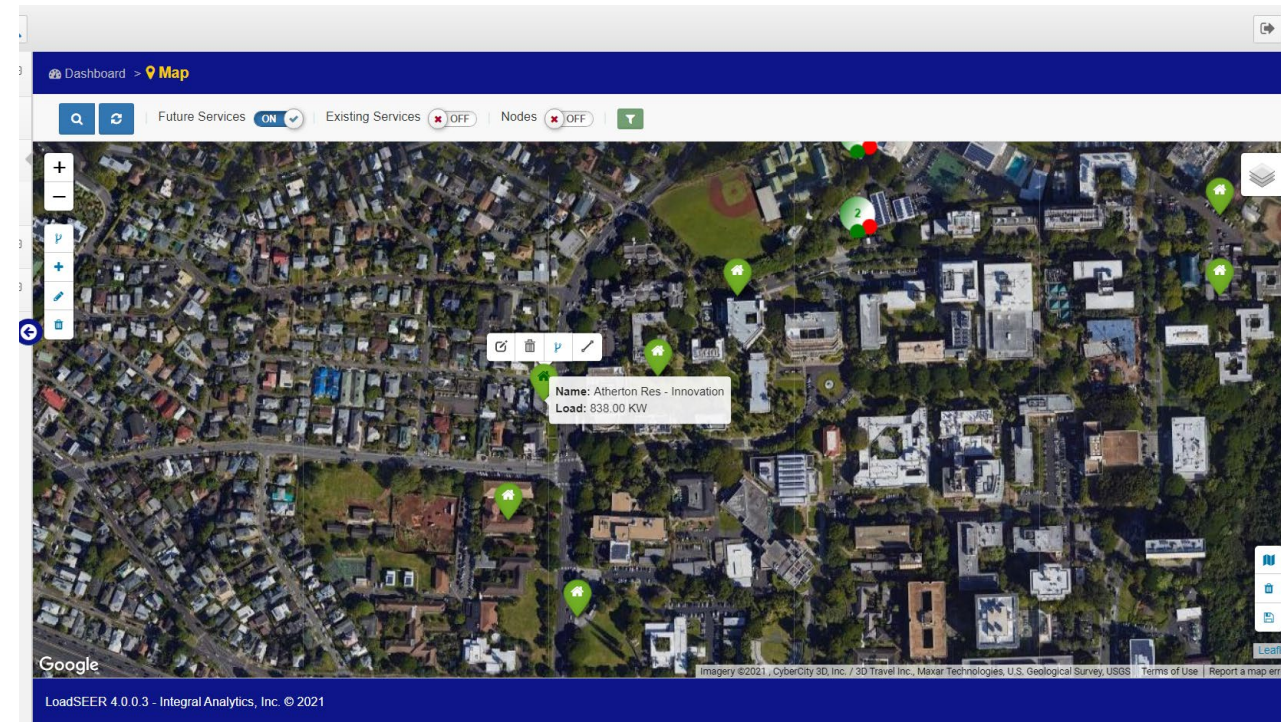 Dashboard > Map
Future Services ON Existing Services OFF Nodes OFF
+
−
2
Name: Atherton Res - Innovation
Load: 838.00 KW
Google
Imagery ©2021 , CyberCity 3D, Inc. / 3D Travel Inc., Maxar Technologies, U.S. Geological Survey, USGS Terms of Use | Report a map err
Leafl
LoadSEER 4.0.0.3 - Integral Analytics, Inc. © 2021